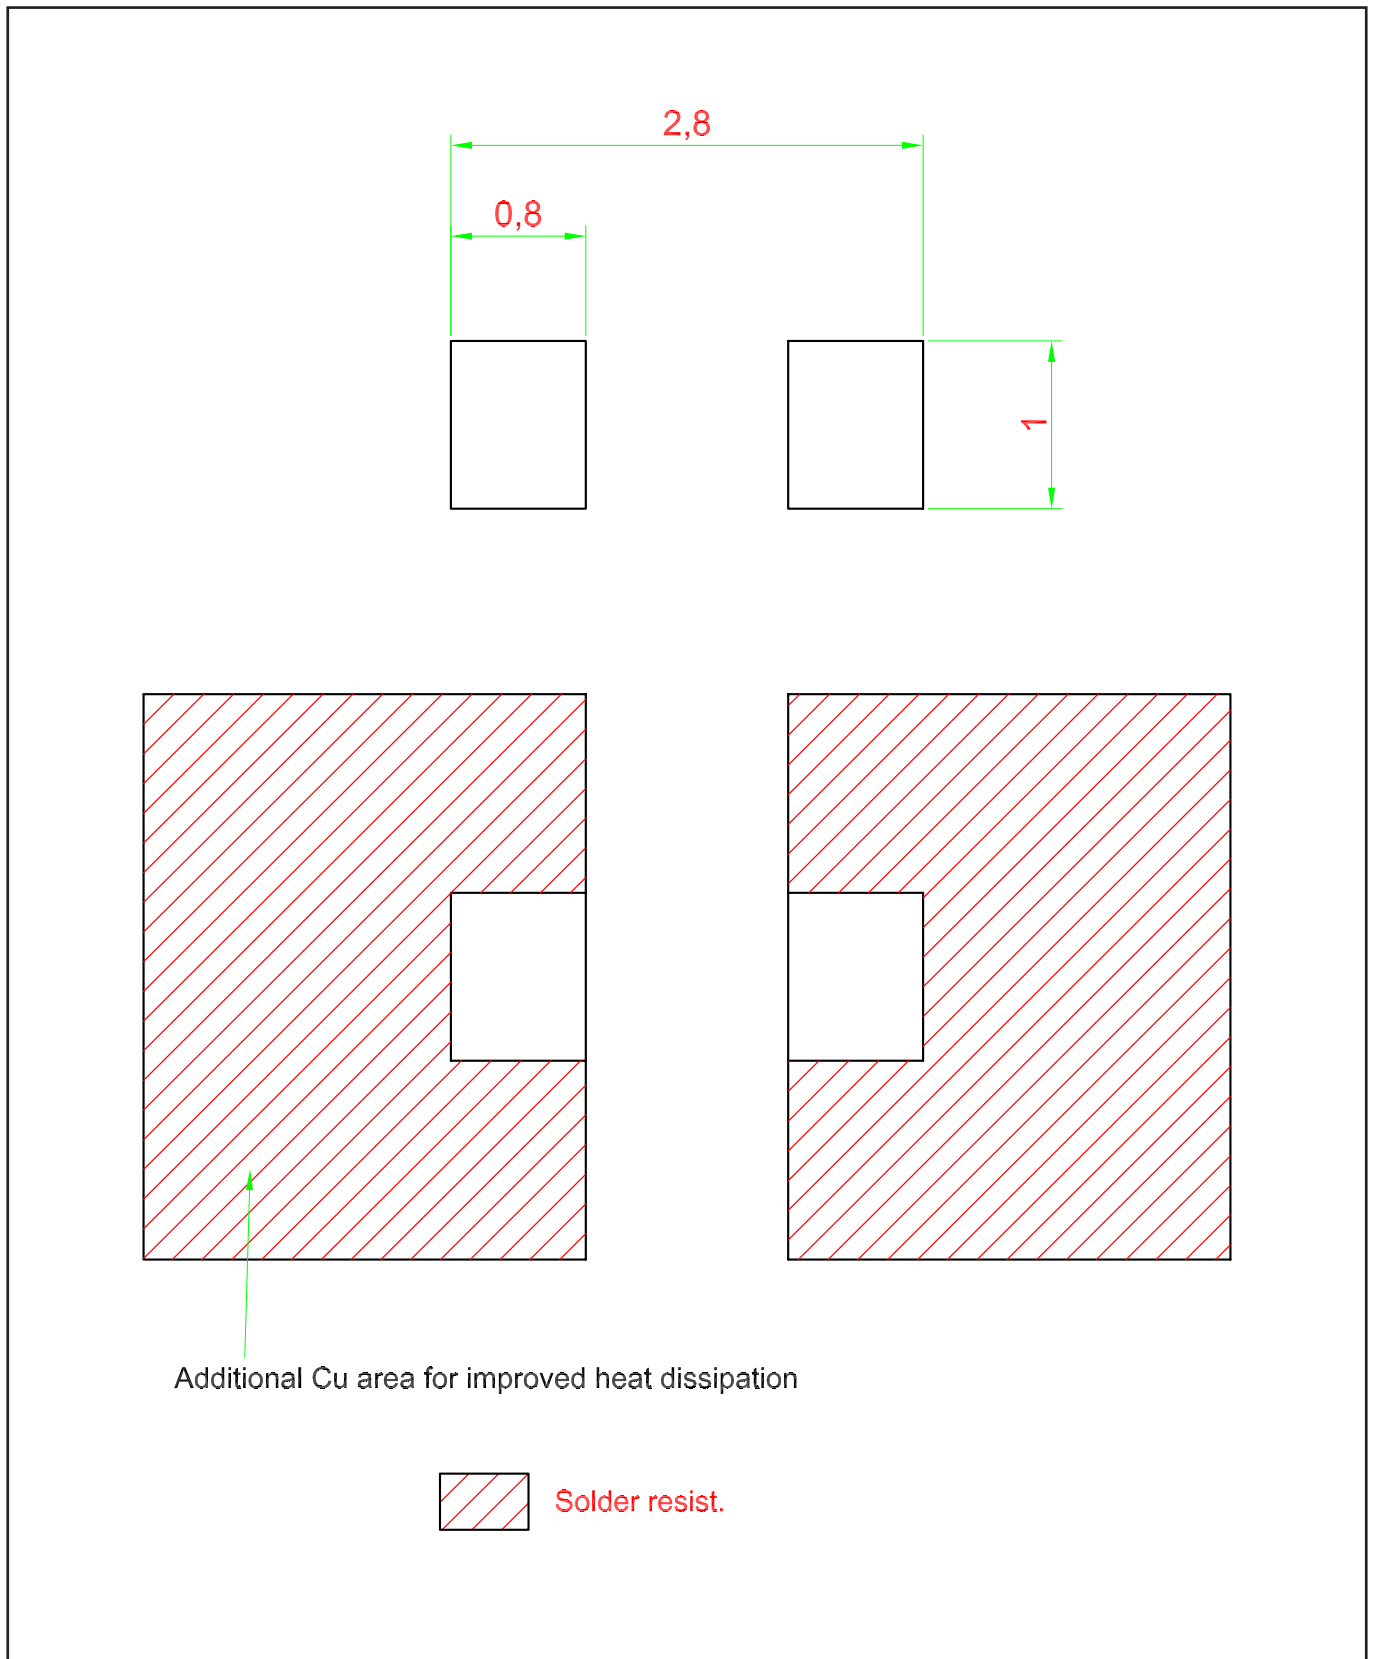 2,8
0,8
1
Additional Cu area for improved heat dissipation
Solder resist.